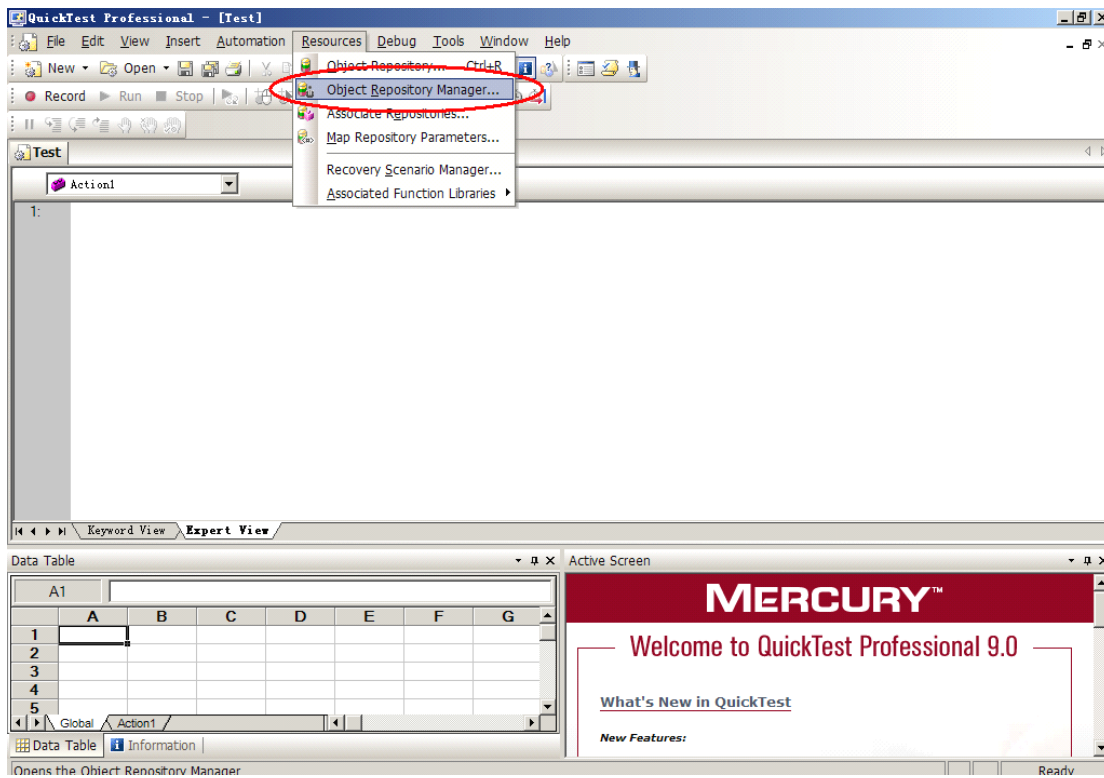 QuickTest Professional - [Test]
File Edit View Insert Automation Resources Debug Tools Window Help
New Open
Object Repository... Ctrl+R
Record Run Stop
Object Repository Manager...
Associate Repositories...
Map Repository Parameters...
Recovery Scenario Manager...
Associated Function Libraries
Test
Action1
1:
Keyword View Expert View
Data Table
Active Screen
A1
A B C D E F G
1
2
3
4
5
Global Action1
Data Table Information
MERCURY™
Welcome to QuickTest Professional 9.0
What's New in QuickTest
New Features:
Opens the Object Repository Manager
Ready